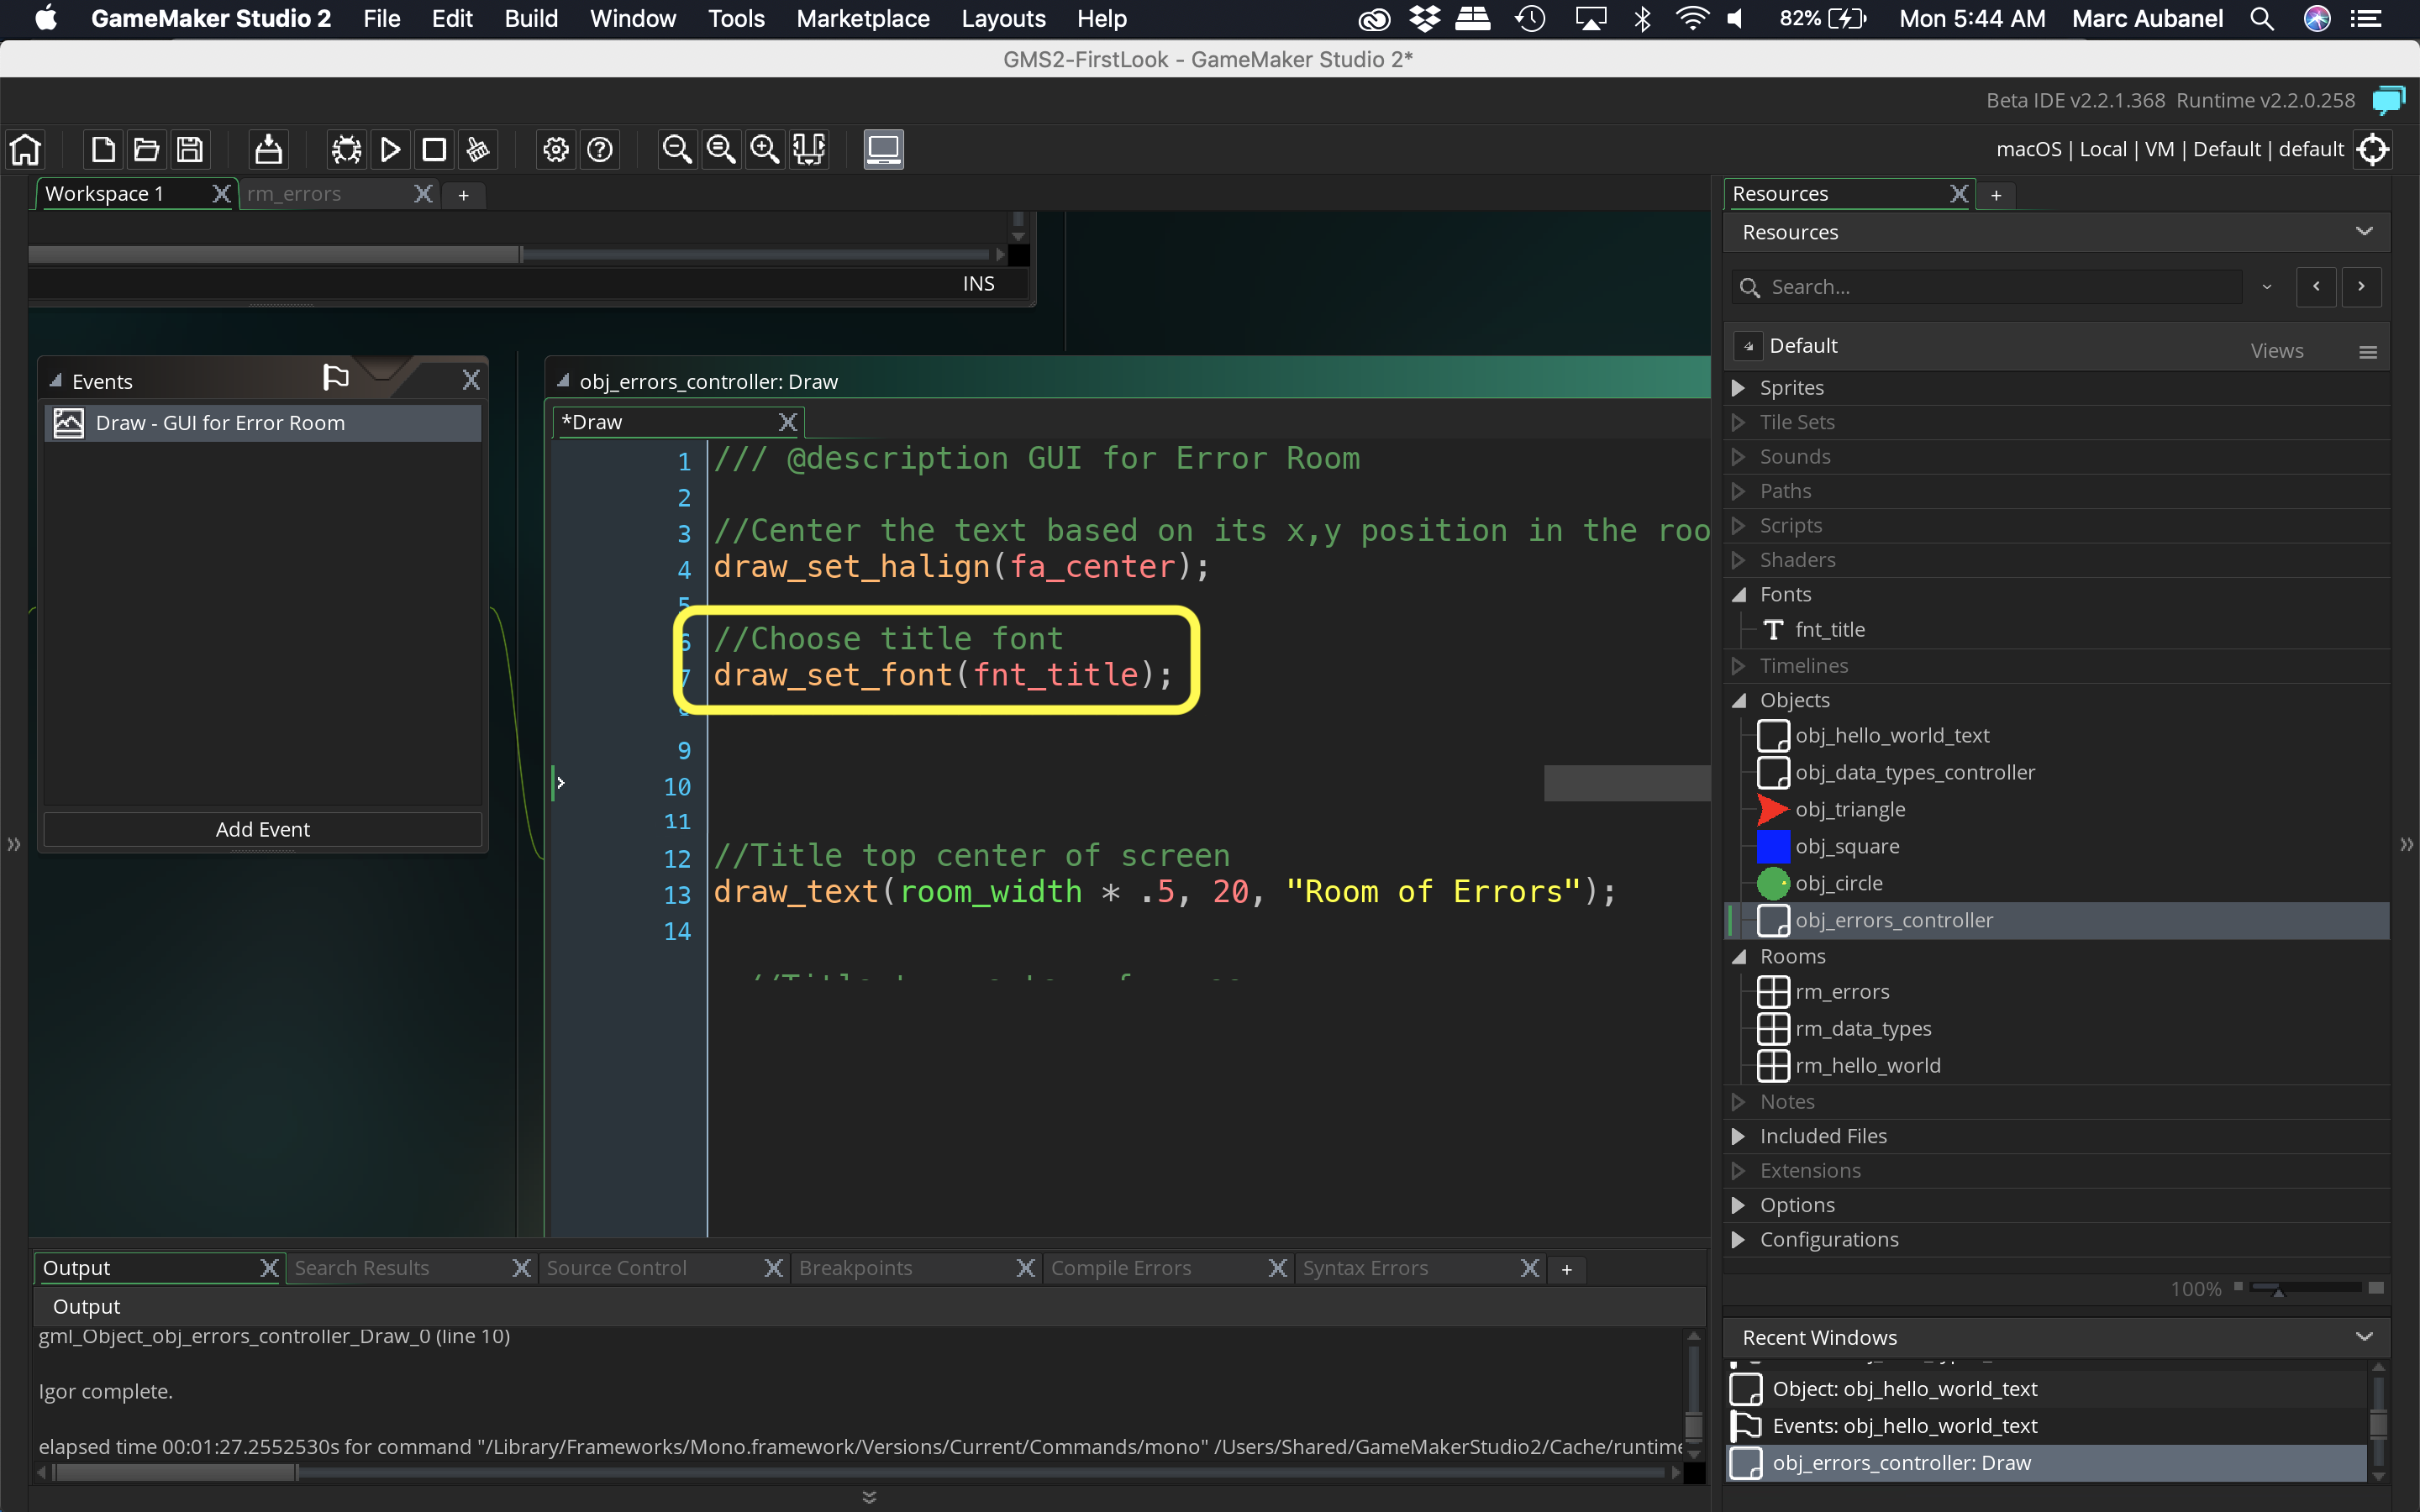 GameMaker Studio 2 File Edit Build Window Tools Marketplace Layouts Help 82% Mon 5:44 AM Marc Aubanel
GMS2-FirstLook - GameMaker Studio 2*
Beta IDE v2.2.1.368 Runtime v2.2.0.258
macOS | Local | VM | Default | default
Workspace 1 rm_errors +
INS
Events
Draw - GUI for Error Room
Add Event
obj_errors_controller: Draw
*Draw
1 /// @description GUI for Error Room
2
3 //Center the text based on its x,y position in the roo
4 draw_set_halign(fa_center);
5
6 //Choose title font
7 draw_set_font(fnt_title);
8
9
10
11
12 //Title top center of screen
13 draw_text(room_width * .5, 20, "Room of Errors");
14
Resources +
Resources
Search...
Default Views
Sprites
Tile Sets
Sounds
Paths
Scripts
Shaders
Fonts
fnt_title
Timelines
Objects
obj_hello_world_text
obj_data_types_controller
obj_triangle
obj_square
obj_circle
obj_errors_controller
Rooms
rm_errors
rm_data_types
rm_hello_world
Notes
Included Files
Extensions
Options
Configurations
100%
Recent Windows
Object: obj_hello_world_text
Events: obj_hello_world_text
obj_errors_controller: Draw
Output Search Results Source Control Breakpoints Compile Errors Syntax Errors +
Output
gml_Object_obj_errors_controller_Draw_0 (line 10)
Igor complete.
elapsed time 00:01:27.2552530s for command "/Library/Frameworks/Mono.framework/Versions/Current/Commands/mono" /Users/Shared/GameMakerStudio2/Cache/runtime